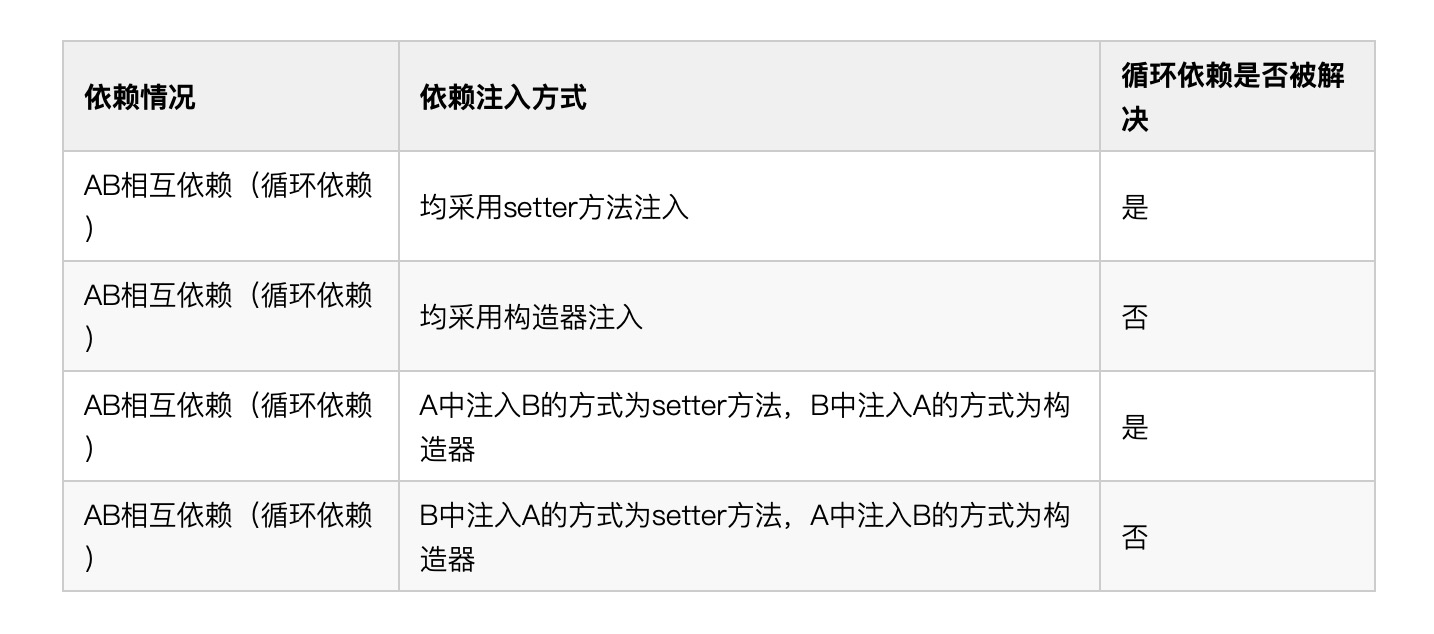 依赖情况
依赖注入方式
循环依赖是否被解
决
AB相互依赖（循环依赖
）
均采用setter方法注入
是
AB相互依赖（循环依赖
）
均采用构造器注入
否
AB相互依赖（循环依赖
）
A中注入B的方式为setter方法，B中注入A的方式为构
造器
是
AB相互依赖（循环依赖
）
B中注入A的方式为setter方法，A中注入B的方式为构
造器
否